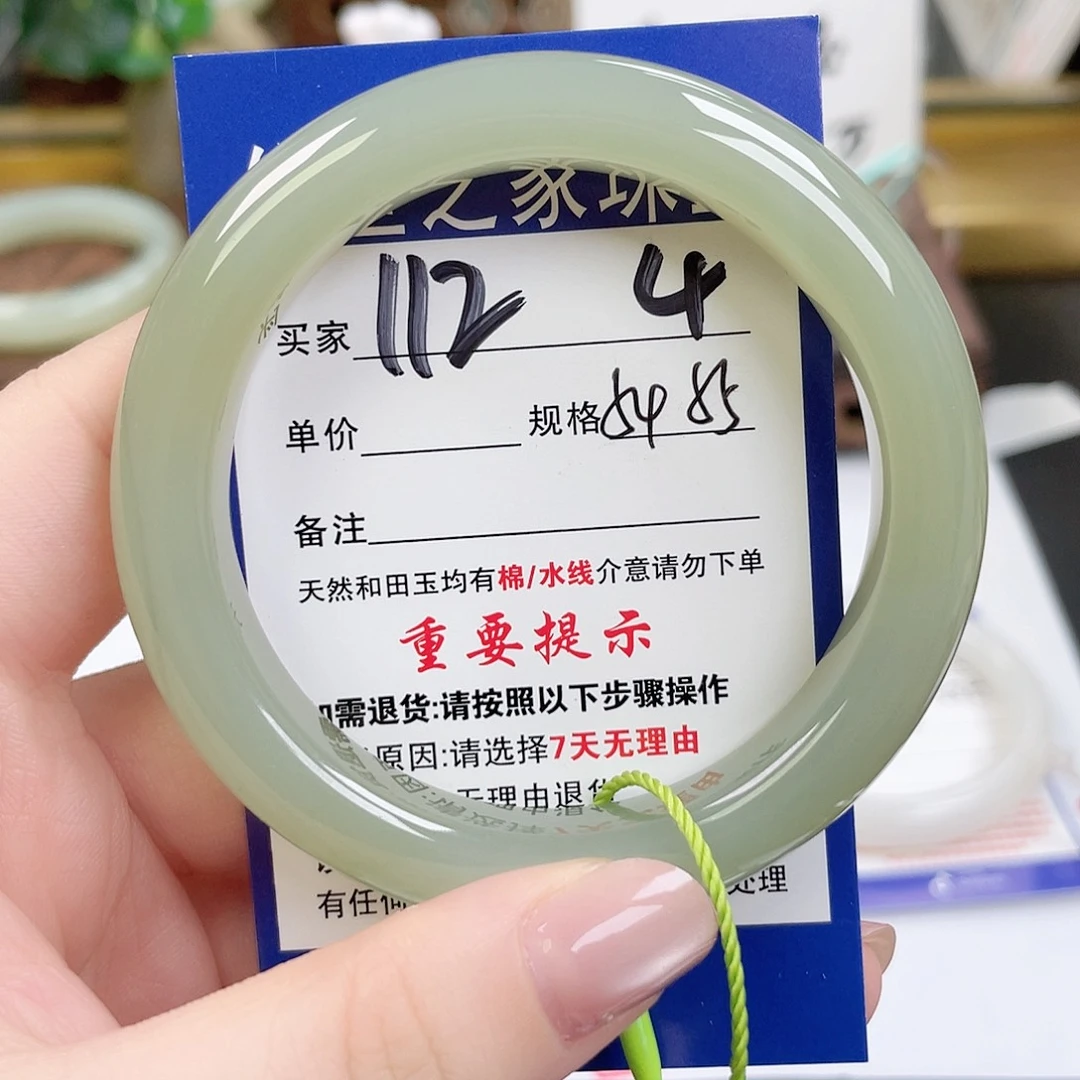 之家珠
买家 112 4
单价 规格 54 85
备注
天然和田玉均有棉/水线介意请勿下单
重要提示
需退货:请按照以下步骤操作
原因:请选择7天无理由
无理由退货
有任何
处理